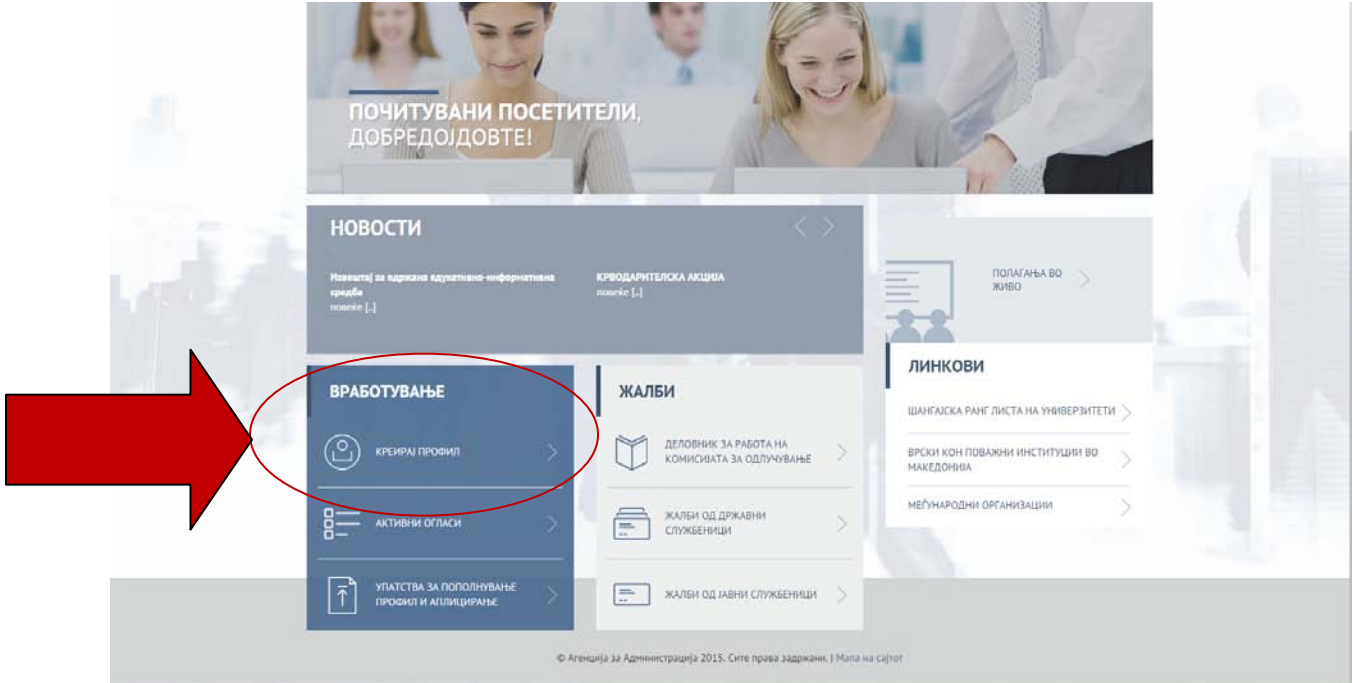 ПОЧИТУВАНИ ПОСЕТИТЕЛИ,
ДОБРЕДОЈДОВТЕ!
НОВОСТИ
Извештај за одржана едукативно-информативна
средба
повеќе [..]
КРВОДАРИТЕЛСКА АКЦИЈА
повеќе [..]
ПОЛАГАЊА ВО
ЖИВО
ВРАБОТУВАЊЕ
КРЕИРАЈ ПРОФИЛ
АКТИВНИ ОГЛАСИ
УПАТСТВА ЗА ПОПОЛНУВАЊЕ
ПРОФИЛ И АПЛИЦИРАЊЕ
ЖАЛБИ
ДЕЛОВНИК ЗА РАБОТА НА
КОМИСИЈАТА ЗА ОДЛУЧУВАЊЕ
ЖАЛБИ ОД ДРЖАВНИ
СЛУЖБЕНИЦИ
ЖАЛБИ ОД ЈАВНИ СЛУЖБЕНИЦИ
ЛИНКОВИ
ШАНГАЈСКА РАНГ ЛИСТА НА УНИВЕРЗИТЕТИ
ВРСКИ КОН ПОВАЖНИ ИНСТИТУЦИИ ВО
МАКЕДОНИЈА
МЕЃУНАРОДНИ ОРГАНИЗАЦИИ
© Агенција за Администрација 2015. Сите права задржани. | Мапа на сајтот